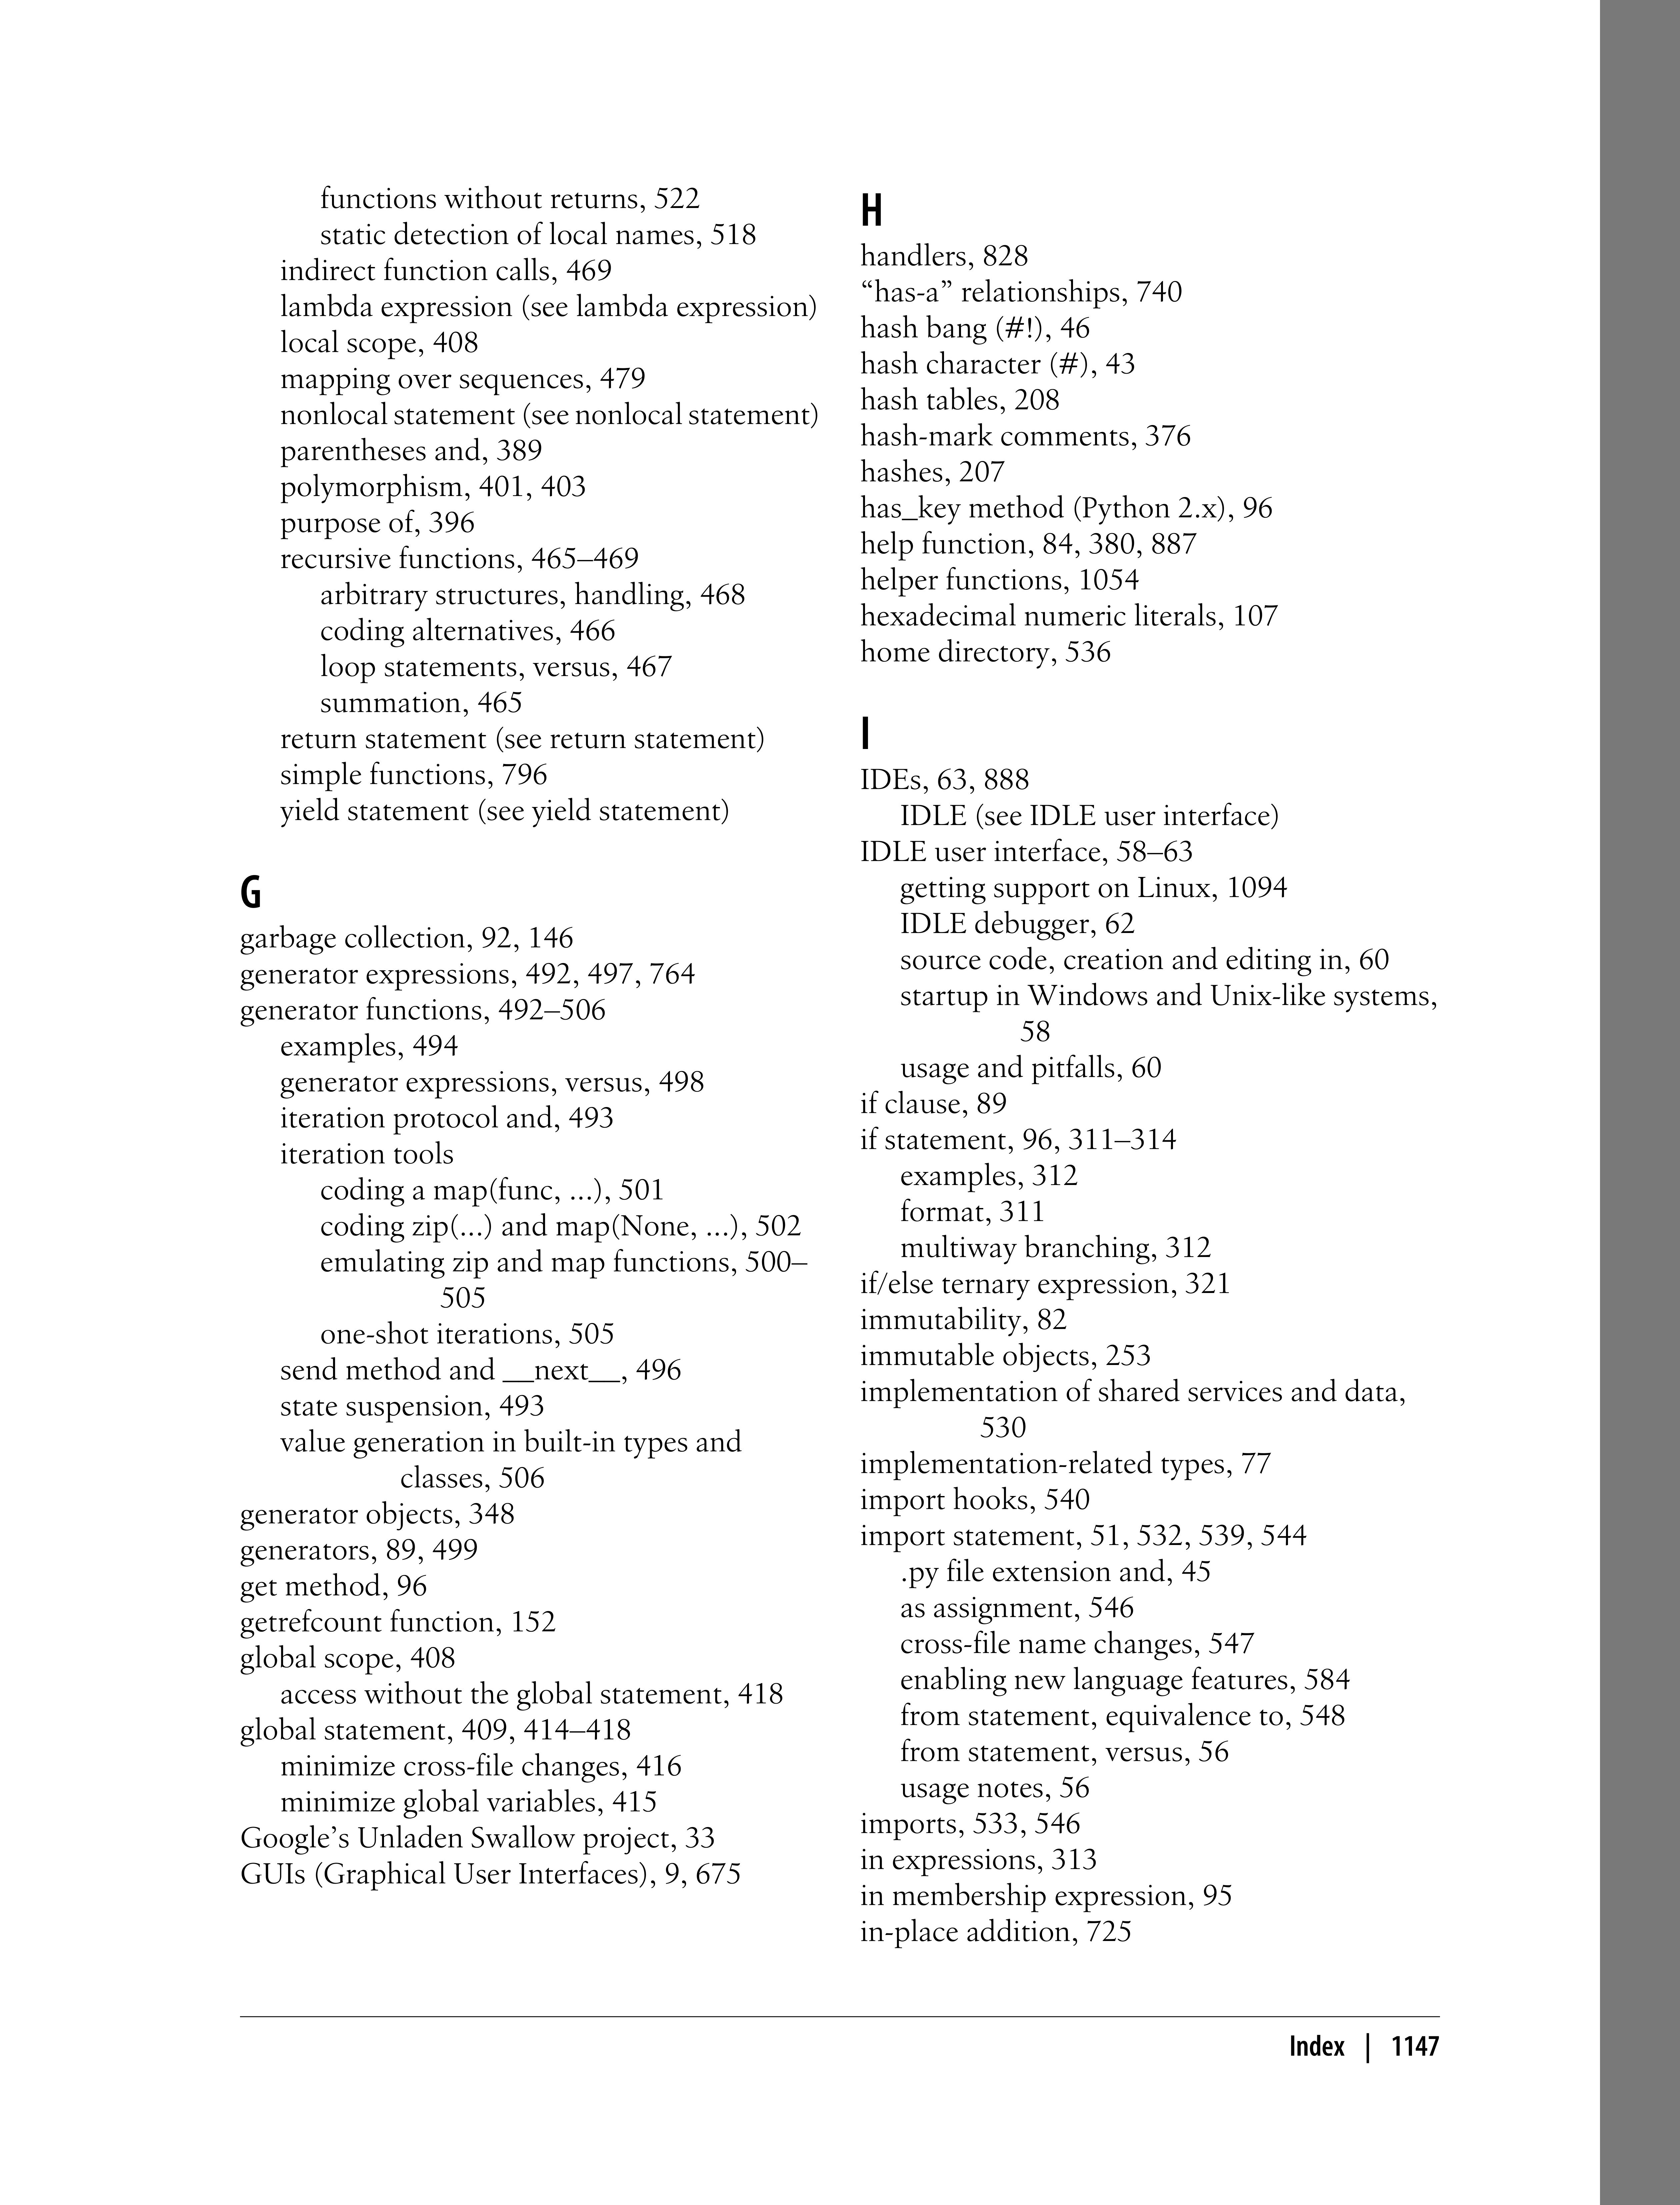 functions without returns, 522
static detection of local names, 518
indirect function calls, 469
lambda expression (see lambda expression)
local scope, 408
mapping over sequences, 479
nonlocal statement (see nonlocal statement)
parentheses and, 389
polymorphism, 401, 403
purpose of, 396
recursive functions, 465–469
arbitrary structures, handling, 468
coding alternatives, 466
loop statements, versus, 467
summation, 465
return statement (see return statement)
simple functions, 796
yield statement (see yield statement)
G
garbage collection, 92, 146
generator expressions, 492, 497, 764
generator functions, 492–506
examples, 494
generator expressions, versus, 498
iteration protocol and, 493
iteration tools
coding a map(func, ...), 501
coding zip(...) and map(None, ...), 502
emulating zip and map functions, 500–
505
one-shot iterations, 505
send method and __next__, 496
state suspension, 493
value generation in built-in types and
classes, 506
generator objects, 348
generators, 89, 499
get method, 96
getrefcount function, 152
global scope, 408
access without the global statement, 418
global statement, 409, 414–418
minimize cross-file changes, 416
minimize global variables, 415
Google’s Unladen Swallow project, 33
GUIs (Graphical User Interfaces), 9, 675
H
handlers, 828
“has-a” relationships, 740
hash bang (#!), 46
hash character (#), 43
hash tables, 208
hash-mark comments, 376
hashes, 207
has_key method (Python 2.x), 96
help function, 84, 380, 887
helper functions, 1054
hexadecimal numeric literals, 107
home directory, 536
I
IDEs, 63, 888
IDLE (see IDLE user interface)
IDLE user interface, 58–63
getting support on Linux, 1094
IDLE debugger, 62
source code, creation and editing in, 60
startup in Windows and Unix-like systems,
58
usage and pitfalls, 60
if clause, 89
if statement, 96, 311–314
examples, 312
format, 311
multiway branching, 312
if/else ternary expression, 321
immutability, 82
immutable objects, 253
implementation of shared services and data,
530
implementation-related types, 77
import hooks, 540
import statement, 51, 532, 539, 544
.py file extension and, 45
as assignment, 546
cross-file name changes, 547
enabling new language features, 584
from statement, equivalence to, 548
from statement, versus, 56
usage notes, 56
imports, 533, 546
in expressions, 313
in membership expression, 95
in-place addition, 725
Index | 1147